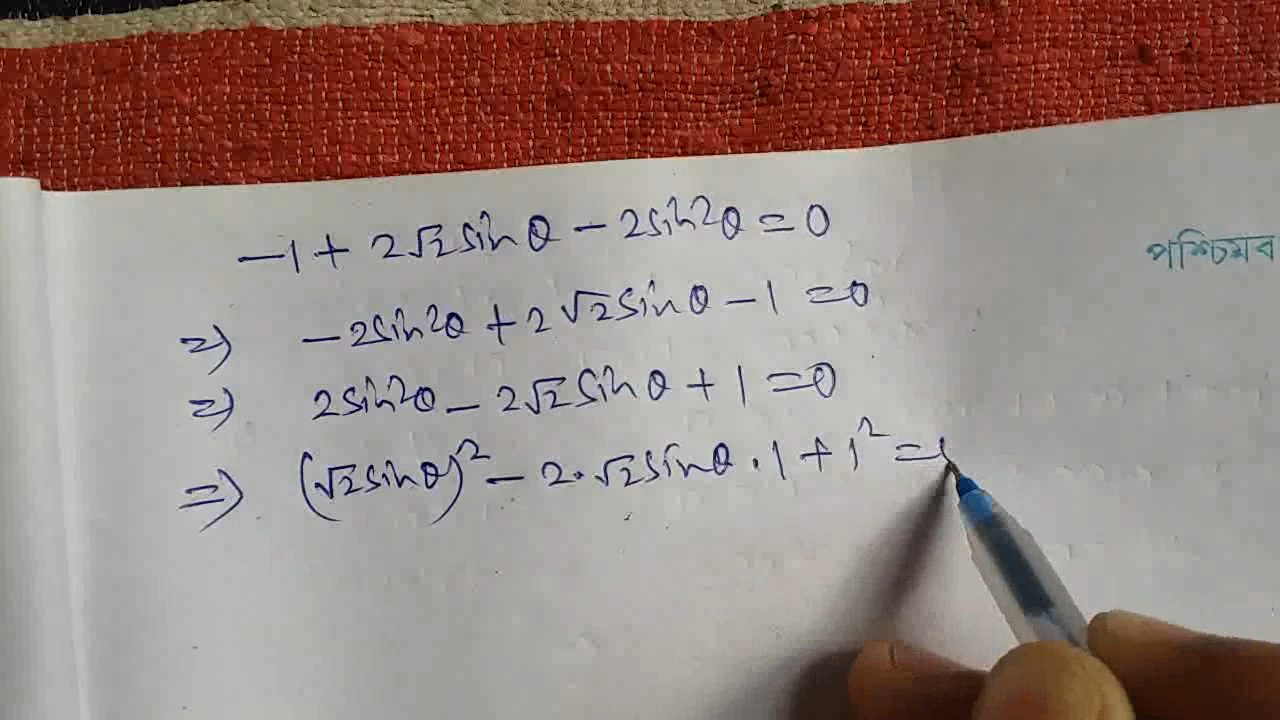 -1 + 2√2 sinθ - 2sin²θ = 0
⇒) - 2sin²θ + 2√2 sinθ - 1 = 0
⇒) 2sin²θ - 2√2 sinθ + 1 = 0
⇒) (√2 sinθ)² - 2·√2 sinθ·1 + 1² =
পশ্চিমব